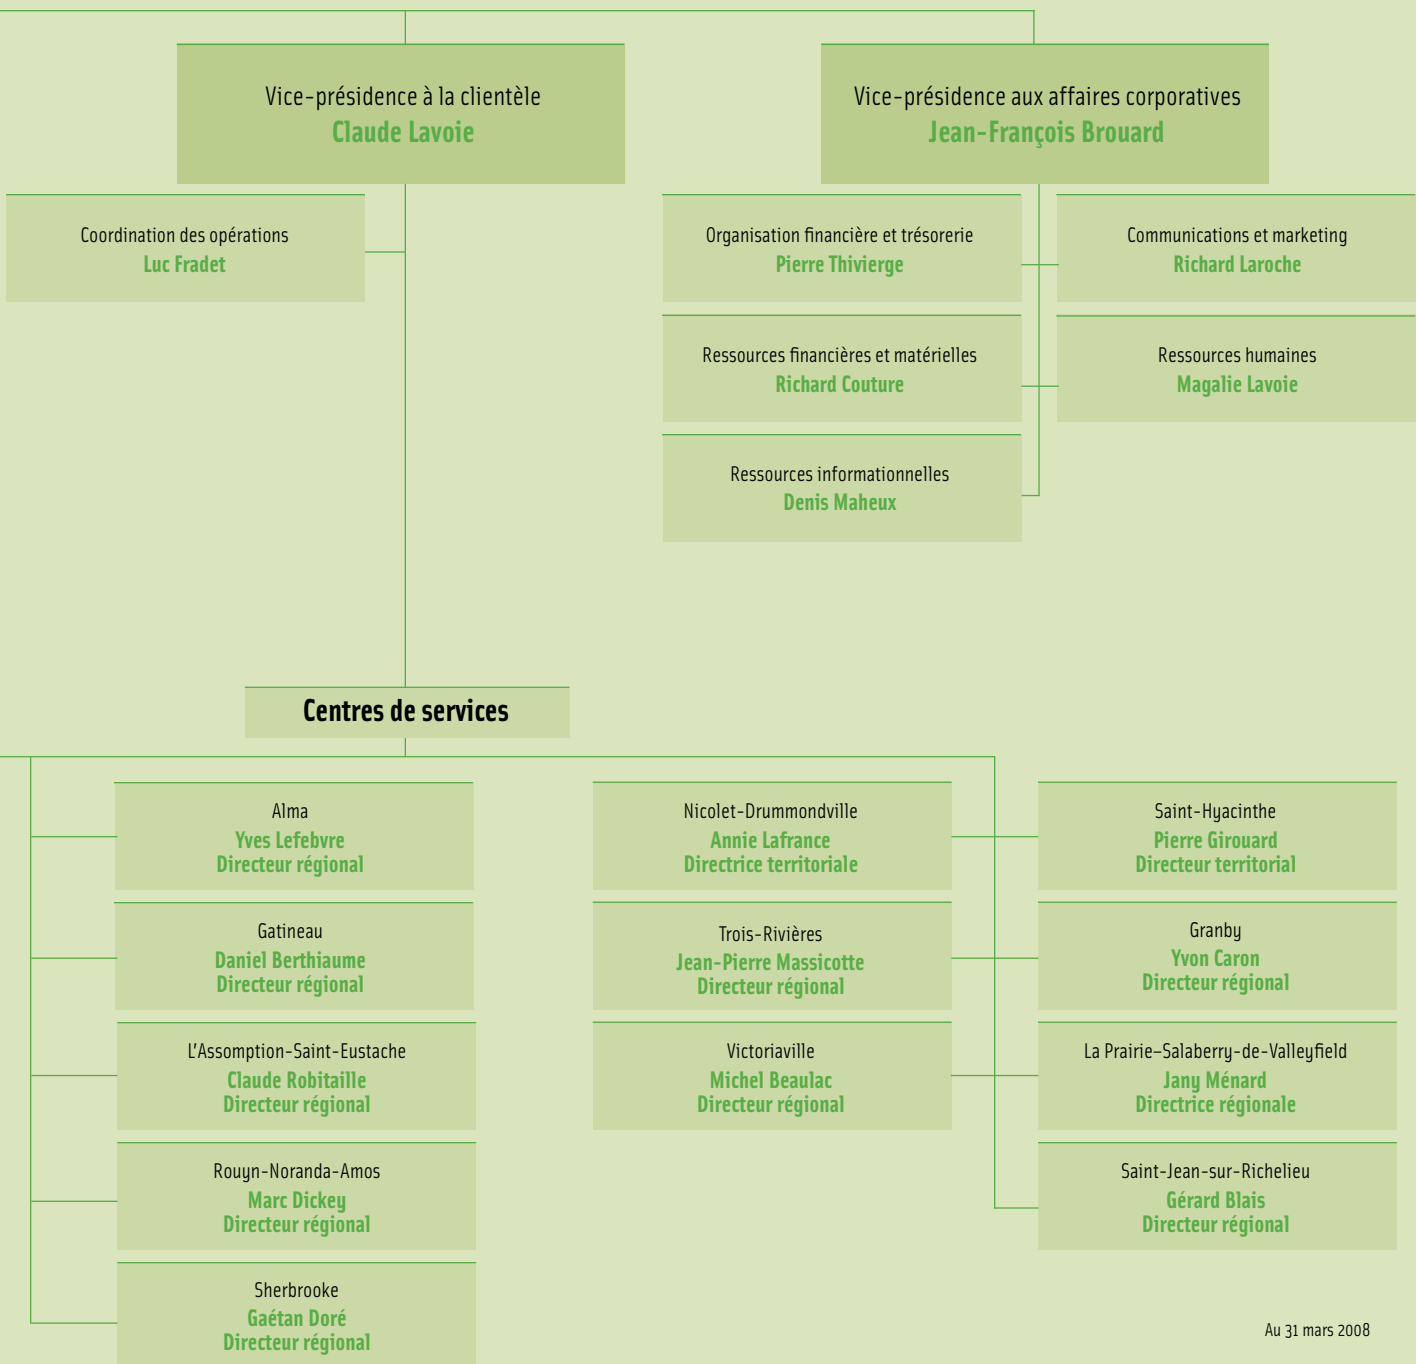 Vice-présidence à la clientèle
Claude Lavoie
Vice-présidence aux affaires corporatives
Jean-François Brouard
Coordination des opérations
Luc Fradet
Organisation financière et trésorerie
Pierre Thivierge
Communications et marketing
Richard Laroche
Ressources financières et matérielles
Richard Couture
Ressources humaines
Magalie Lavoie
Ressources informationnelles
Denis Maheux
Centres de services
Alma
Yves Lefebvre
Directeur régional
Nicolet-Drummondville
Annie Lafrance
Directrice territoriale
Saint-Hyacinthe
Pierre Girouard
Directeur territorial
Gatineau
Daniel Berthiaume
Directeur régional
Trois-Rivières
Jean-Pierre Massicotte
Directeur régional
Granby
Yvon Caron
Directeur régional
L'Assomption-Saint-Eustache
Claude Robitaille
Directeur régional
Victoriaville
Michel Beaulac
Directeur régional
La Prairie–Salaberry-de-Valleyfield
Jany Ménard
Directrice régionale
Rouyn-Noranda-Amos
Marc Dickey
Directeur régional
Saint-Jean-sur-Richelieu
Gérard Blais
Directeur régional
Sherbrooke
Gaétan Doré
Directeur régional
Au 31 mars 2008